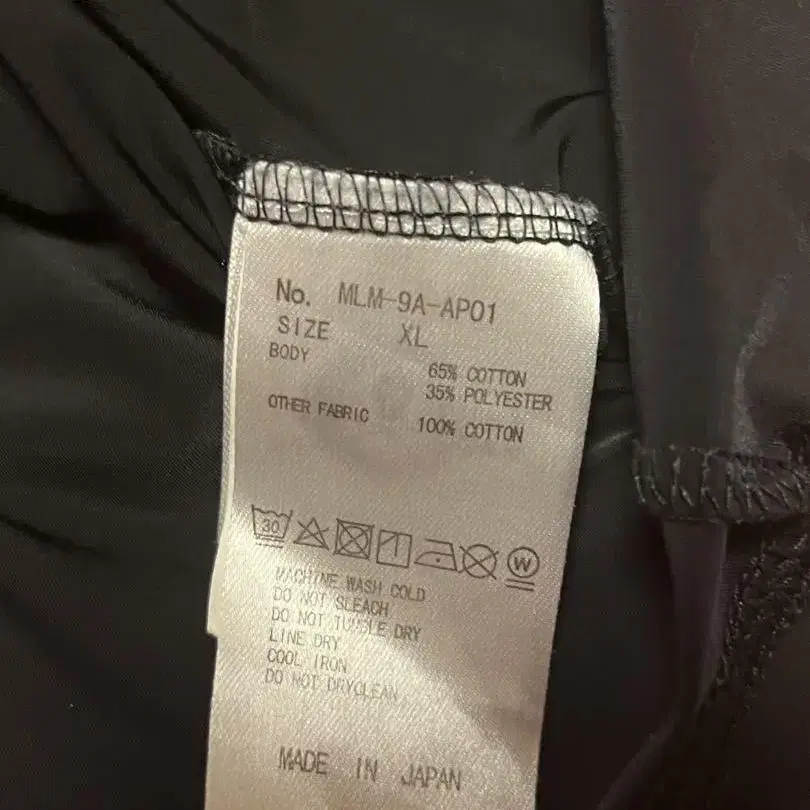 No. MLM-9A-AP01
SIZE XL
BODY
65% COTTON
35% POLYESTER
OTHER FABRIC 100% COTTON
30
W
MACHINE WASH COLD
DO NOT BLEACH
DO NOT TUMBLE DRY
LINE DRY
COOL IRON
DO NOT DRYCLEAN
MADE IN JAPAN